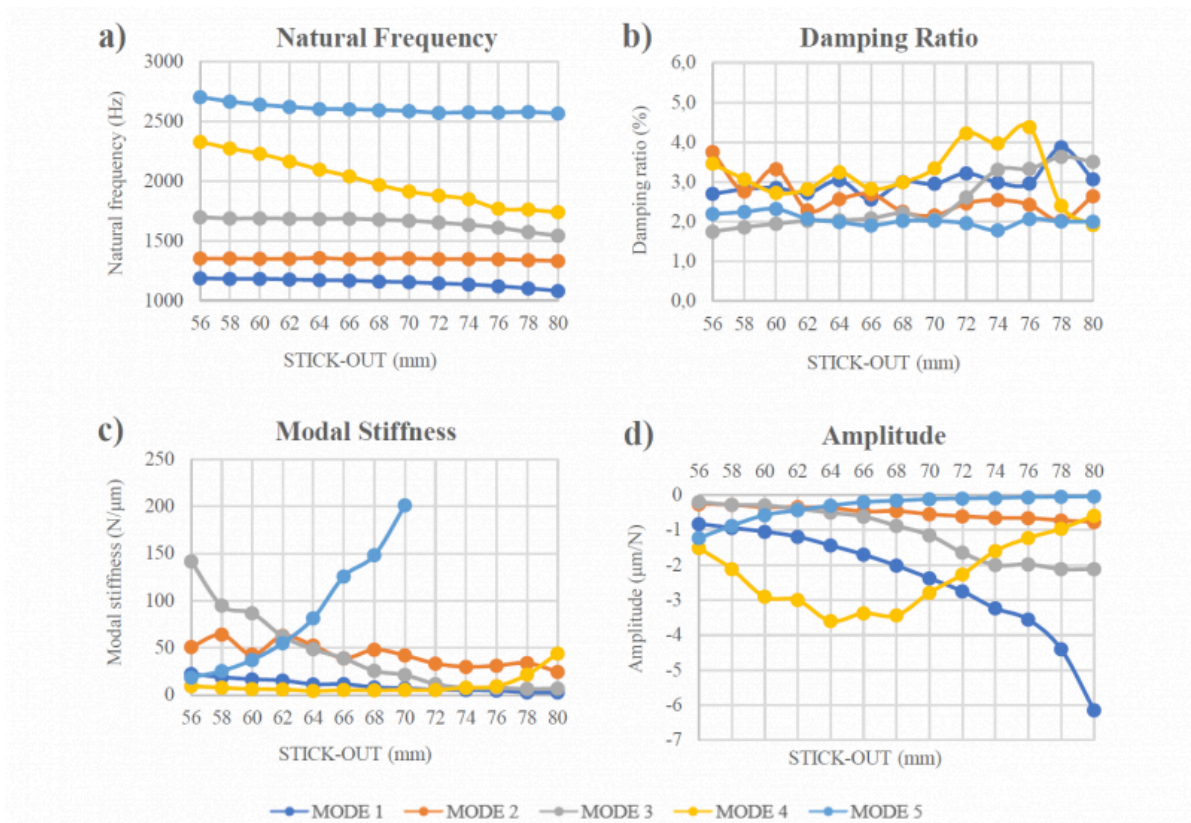 a) Natural Frequency
Natural frequency (Hz)
3000
2500
2000
1500
1000
56 58 60 62 64 66 68 70 72 74 76 78 80
STICK-OUT (mm)
b) Damping Ratio
Damping ratio (%)
6,0
5,0
4,0
3,0
2,0
1,0
0,0
56 58 60 62 64 66 68 70 72 74 76 78 80
STICK-OUT (mm)
c) Modal Stiffness
Modal stiffness (N/μm)
250
200
150
100
50
0
56 58 60 62 64 66 68 70 72 74 76 78 80
STICK-OUT (mm)
d) Amplitude
56 58 60 62 64 66 68 70 72 74 76 78 80
Amplitude (μm/N)
0
-1
-2
-3
-4
-5
-6
-7
STICK-OUT (mm)
MODE 1 MODE 2 MODE 3 MODE 4 MODE 5